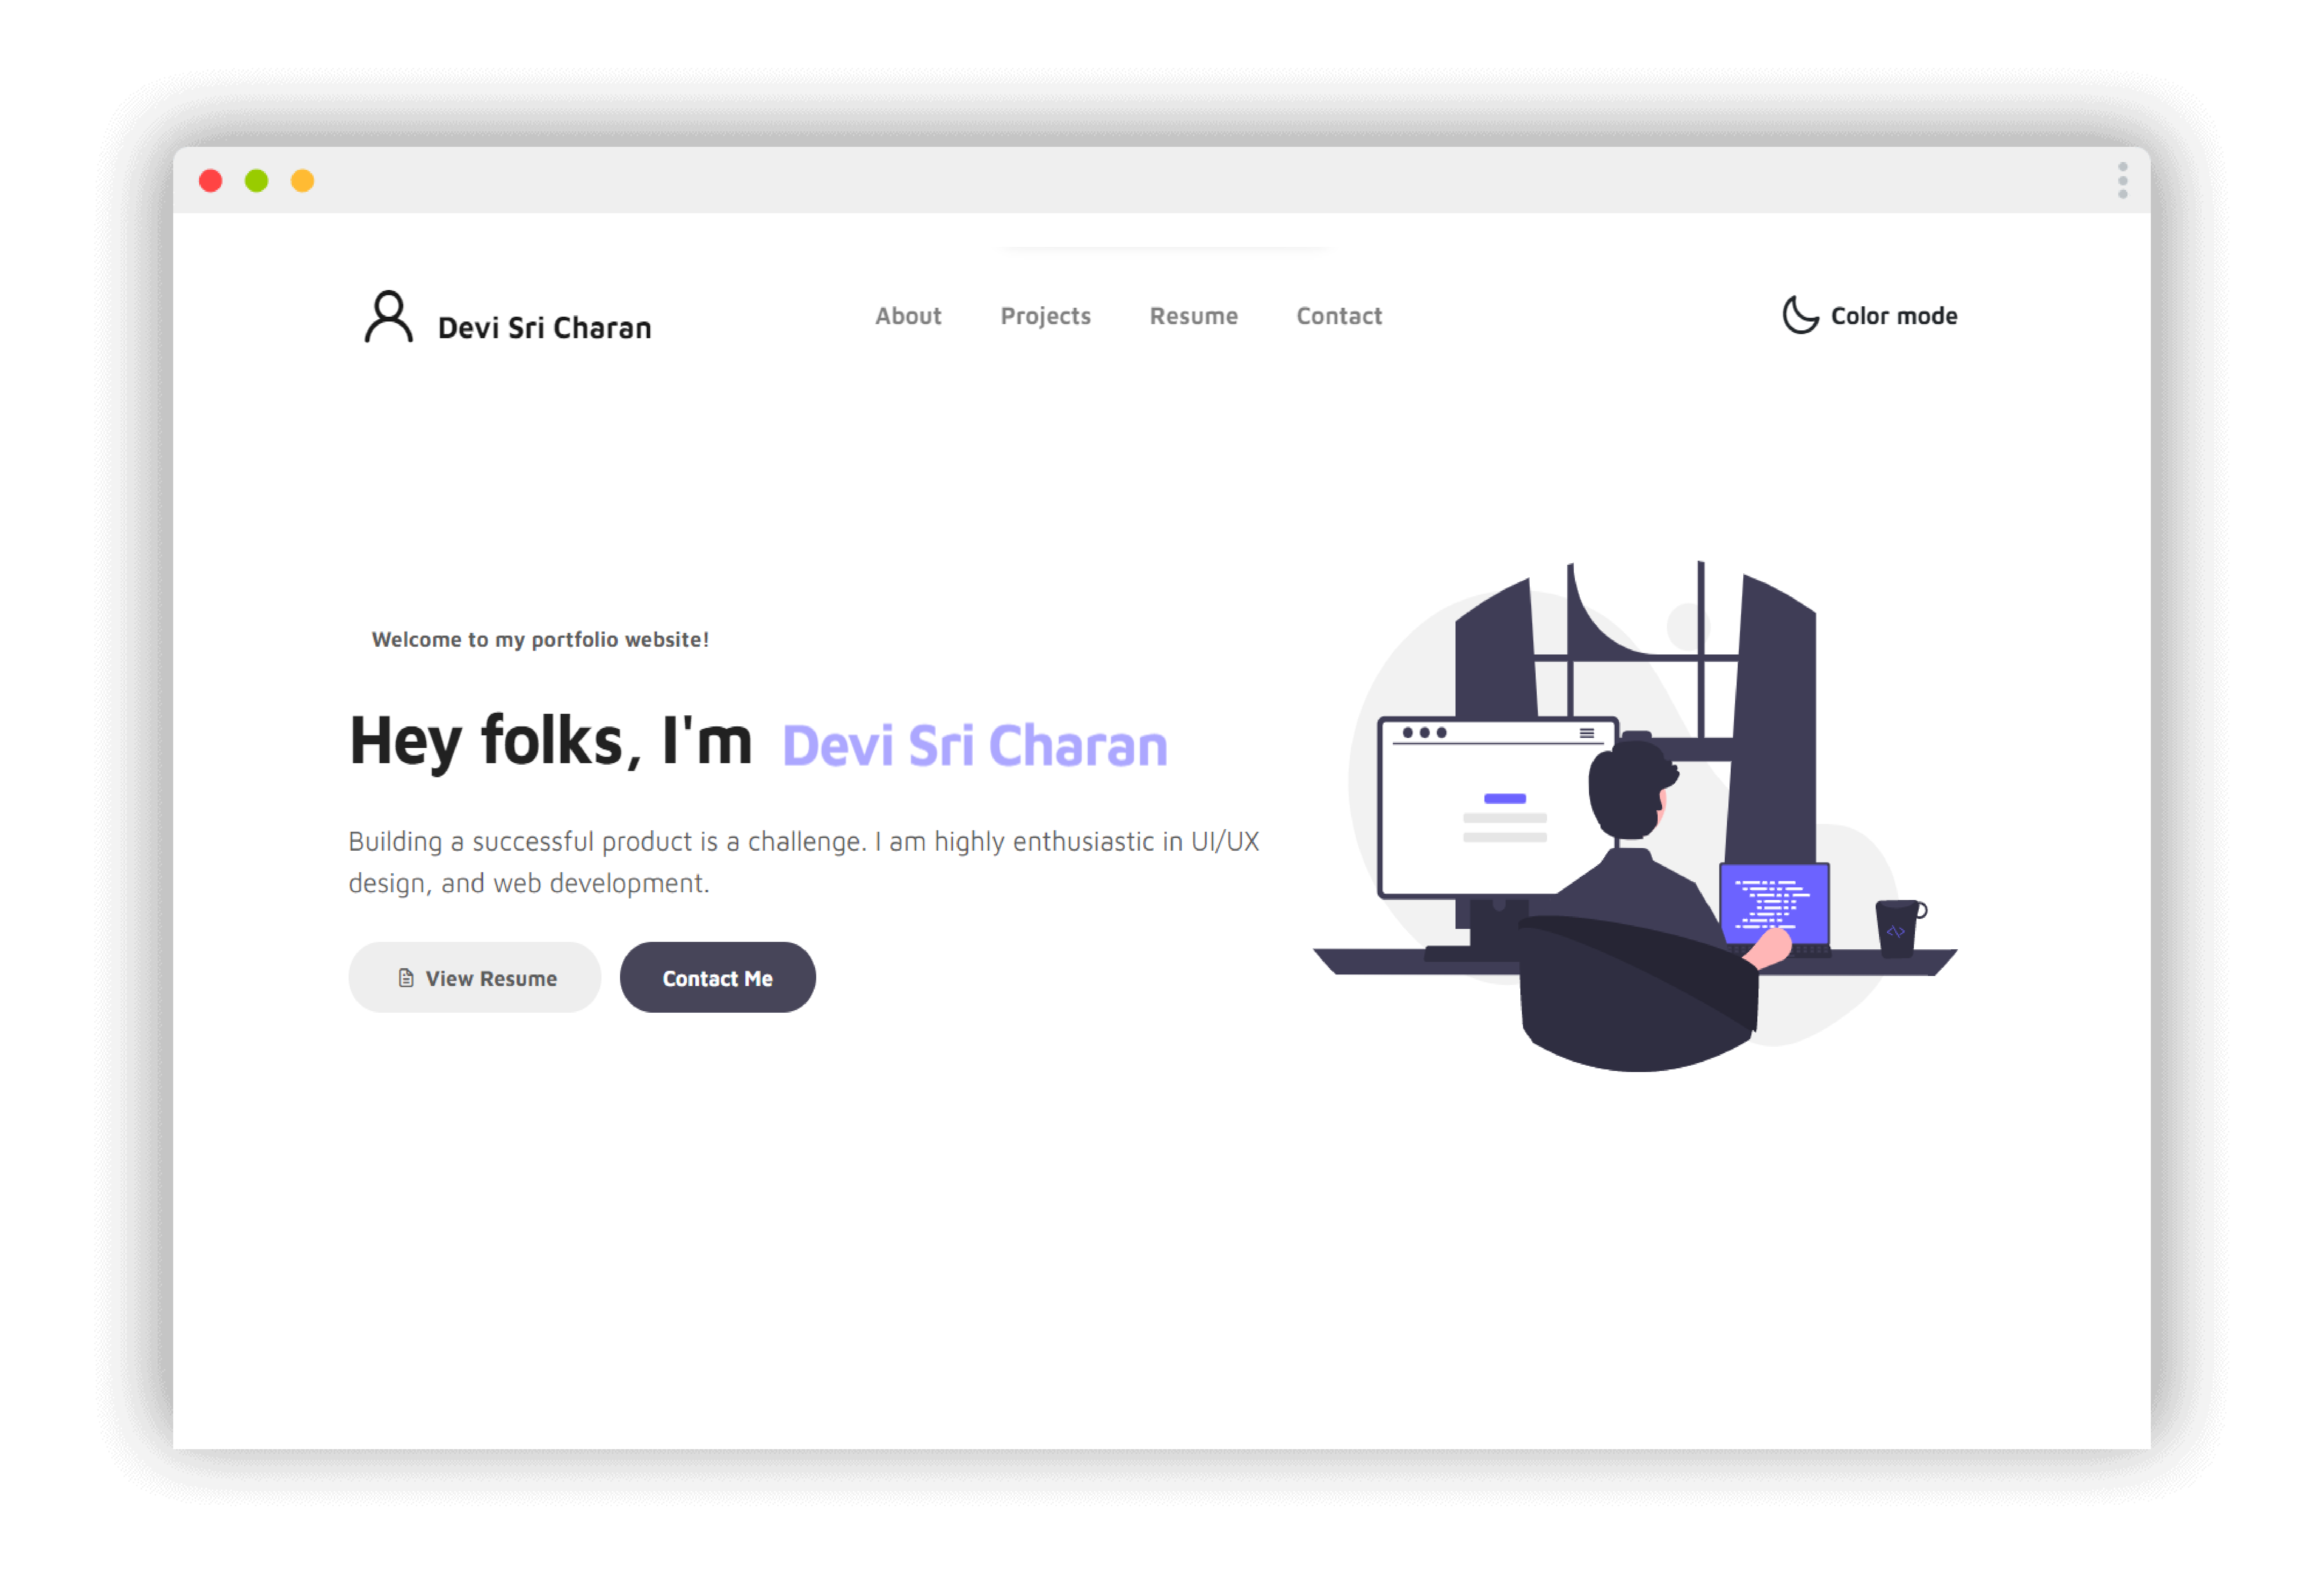 Devi Sri Charan
About
Projects
Resume
Contact
Color mode
Welcome to my portfolio website!
Hey folks, I'm Devi Sri Charan
Building a successful product is a challenge. I am highly enthusiastic in UI/UX
design, and web development.
View Resume
Contact Me